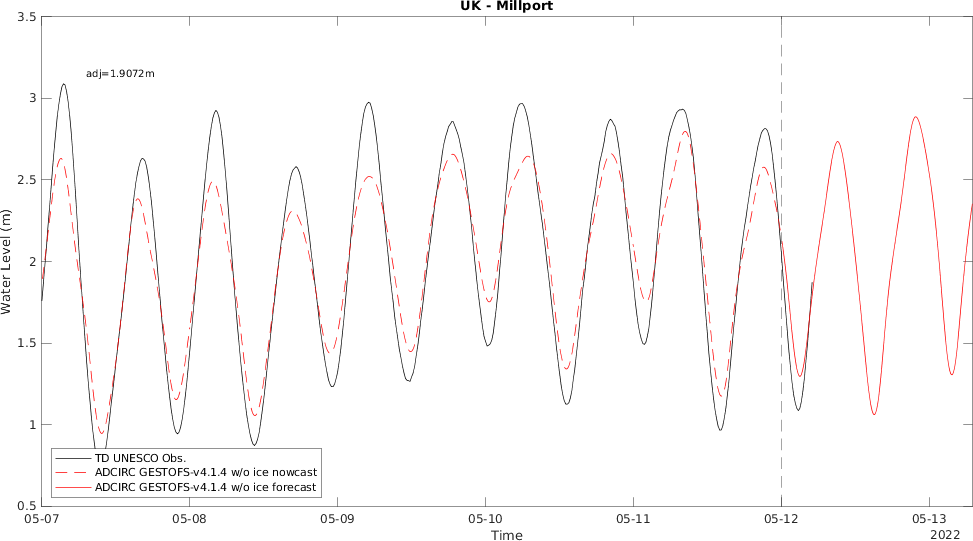 UK - Millport
3.5
adj=1.9072m
3
2.5
2
Water Level (m)
1.5
1
TD UNESCO Obs.
ADCIRC GESTOFS-v4.1.4 w/o ice nowcast
ADCIRC GESTOFS-v4.1.4 w/o ice forecast
0.5
05-07 05-08 05-09 05-10 05-11 05-12 05-13
Time
2022